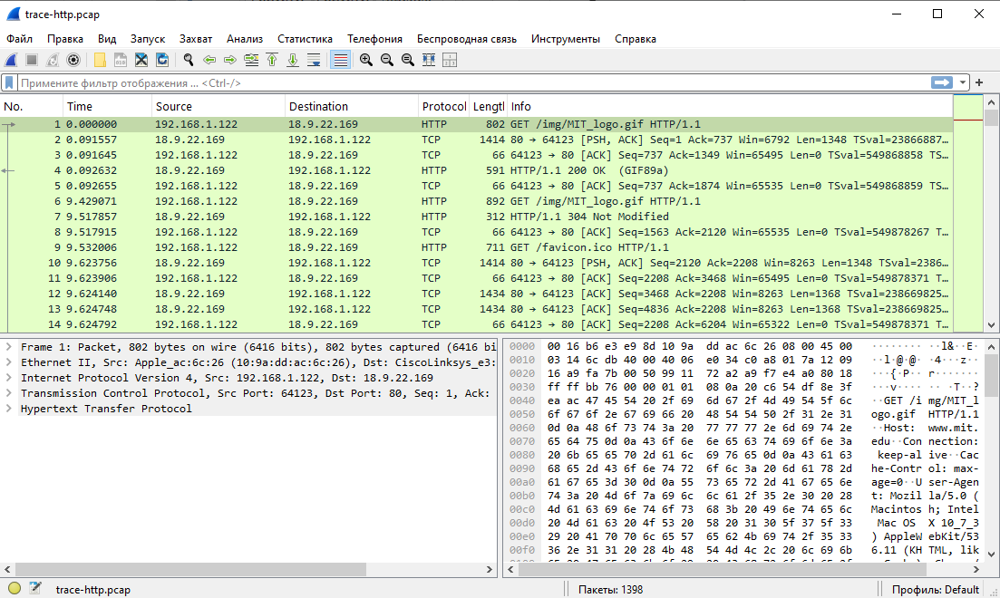 trace-http.pcap
Файл Правка Вид Запуск Захват Анализ Статистика Телефония Беспроводная связь Инструменты Справка
Примените фильтр отображения … <Ctrl-/>
No. Time Source Destination Protocol Lengtl Info
1 0.000000 192.168.1.122 18.9.22.169 HTTP 802 GET /img/MIT_logo.gif HTTP/1.1
2 0.091557 18.9.22.169 192.168.1.122 TCP 1414 80 → 64123 [PSH, ACK] Seq=1 Ack=737 Win=6792 Len=1348 TSval=23866887…
3 0.091645 192.168.1.122 18.9.22.169 TCP 66 64123 → 80 [ACK] Seq=737 Ack=1349 Win=65495 Len=0 TSval=549868858 TS…
4 0.092632 18.9.22.169 192.168.1.122 HTTP 591 HTTP/1.1 200 OK (GIF89a)
5 0.092655 192.168.1.122 18.9.22.169 TCP 66 64123 → 80 [ACK] Seq=737 Ack=1874 Win=65535 Len=0 TSval=549868859 TS…
6 9.429071 192.168.1.122 18.9.22.169 HTTP 892 GET /img/MIT_logo.gif HTTP/1.1
7 9.517857 18.9.22.169 192.168.1.122 HTTP 312 HTTP/1.1 304 Not Modified
8 9.517915 192.168.1.122 18.9.22.169 TCP 66 64123 → 80 [ACK] Seq=1563 Ack=2120 Win=65535 Len=0 TSval=549878267 T…
9 9.532006 192.168.1.122 18.9.22.169 HTTP 711 GET /favicon.ico HTTP/1.1
10 9.623756 18.9.22.169 192.168.1.122 TCP 1414 80 → 64123 [PSH, ACK] Seq=2120 Ack=2208 Win=8263 Len=1348 TSval=2386…
11 9.623906 192.168.1.122 18.9.22.169 TCP 66 64123 → 80 [ACK] Seq=2208 Ack=3468 Win=65495 Len=0 TSval=549878371 T…
12 9.624140 18.9.22.169 192.168.1.122 TCP 1434 80 → 64123 [ACK] Seq=3468 Ack=2208 Win=8263 Len=1368 TSval=238669825…
13 9.624748 18.9.22.169 192.168.1.122 TCP 1434 80 → 64123 [ACK] Seq=4836 Ack=2208 Win=8263 Len=1368 TSval=238669825…
14 9.624792 192.168.1.122 18.9.22.169 TCP 66 64123 → 80 [ACK] Seq=2208 Ack=6204 Win=65322 Len=0 TSval=549878371 T…
Frame 1: Packet, 802 bytes on wire (6416 bits), 802 bytes captured (6416 bi
Ethernet II, Src: Apple_ac:6c:26 (10:9a:dd:ac:6c:26), Dst: CiscoLinksys_e3:
Internet Protocol Version 4, Src: 192.168.1.122, Dst: 18.9.22.169
Transmission Control Protocol, Src Port: 64123, Dst Port: 80, Seq: 1, Ack:
Hypertext Transfer Protocol
0000 00 16 b6 e3 e9 8d 10 9a dd ac 6c 26 08 00 45 00 ········ ··l&··E·
0010 03 14 6c db 40 00 40 06 e0 34 c0 a8 01 7a 12 09 ··l·@·@· ·4···z··
0020 16 a9 fa 7b 00 50 99 11 72 a2 a9 f7 e4 a0 80 18 ···{·P·· r·······
0030 ff ff bb 76 00 00 01 01 08 0a 20 c6 54 df 8e 3f ···v···· ·· ·T··?
0040 ea ac 47 45 54 20 2f 69 6d 67 2f 4d 49 54 5f 6c ··GET /i mg/MIT_l
0050 6f 67 6f 2e 67 69 66 20 48 54 54 50 2f 31 2e 31 ogo.gif HTTP/1.1
0060 0d 0a 48 6f 73 74 3a 20 77 77 77 2e 6d 69 74 2e ··Host: www.mit.
0070 65 64 75 0d 0a 43 6f 6e 6e 65 63 74 69 6f 6e 3a edu··Con nection:
0080 20 6b 65 65 70 2d 61 6c 69 76 65 0d 0a 43 61 63 keep-al ive··Cac
0090 68 65 2d 43 6f 6e 74 72 6f 6c 3a 20 6d 61 78 2d he-Contr ol: max-
00a0 61 67 65 3d 30 0d 0a 55 73 65 72 2d 41 67 65 6e age=0··U ser-Agen
00b0 74 3a 20 4d 6f 7a 69 6c 6c 61 2f 35 2e 30 20 28 t: Mozil la/5.0 (
00c0 4d 61 63 69 6e 74 6f 73 68 3b 20 49 6e 74 65 6c Macintos h; Intel
00d0 20 4d 61 63 20 4f 53 20 58 20 31 30 5f 37 5f 33 Mac OS X 10_7_3
00e0 29 20 41 70 70 6c 65 57 65 62 4b 69 74 2f 35 33 ) AppleW ebKit/53
00f0 36 2e 31 31 20 28 4b 48 54 4d 4c 2c 20 6c 69 6b 6.11 (KH TML, lik
trace-http.pcap Пакеты: 1398 Профиль: Default